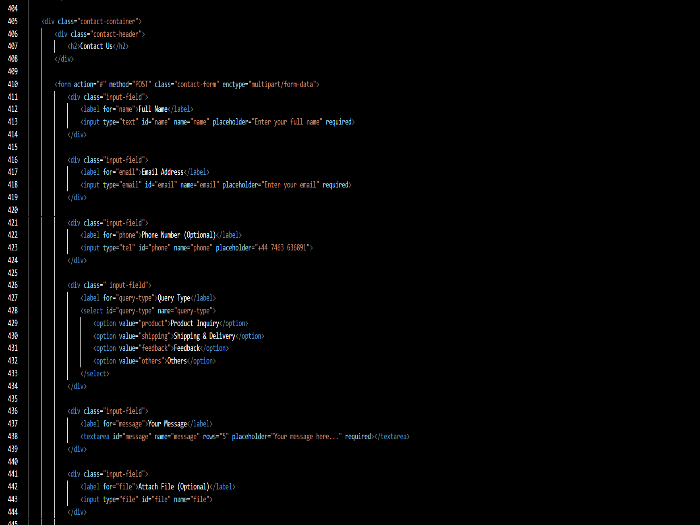 404
405 <div class="contact-container">
406 <div class="contact-header">
407 <h2>Contact Us</h2>
408 </div>
409
410 <form action="#" method="POST" class="contact-form" enctype="multipart/form-data">
411 <div class="input-field">
412 <label for="name">Full Name</label>
413 <input type="text" id="name" name="name" placeholder="Enter your full name" required>
414 </div>
415
416 <div class="input-field">
417 <label for="email">Email Address</label>
418 <input type="email" id="email" name="email" placeholder="Enter your email" required>
419 </div>
420
421 <div class="input-field">
422 <label for="phone">Phone Number (Optional)</label>
423 <input type="tel" id="phone" name="phone" placeholder="+44 7463 636891">
424 </div>
425
426 <div class=" input-field">
427 <label for="query-type">Query Type</label>
428 <select id="query-type" name="query-type">
429 <option value="product">Product Inquiry</option>
430 <option value="shipping">Shipping & Delivery</option>
431 <option value="feedback">Feedback</option>
432 <option value="others">Others</option>
433 </select>
434 </div>
435
436 <div class="input-field">
437 <label for="message">Your Message</label>
438 <textarea id="message" name="message" rows="5" placeholder="Your message here..." required></textarea>
439 </div>
440
441 <div class="input-field">
442 <label for="file">Attach File (Optional)</label>
443 <input type="file" id="file" name="file">
444 </div>
445